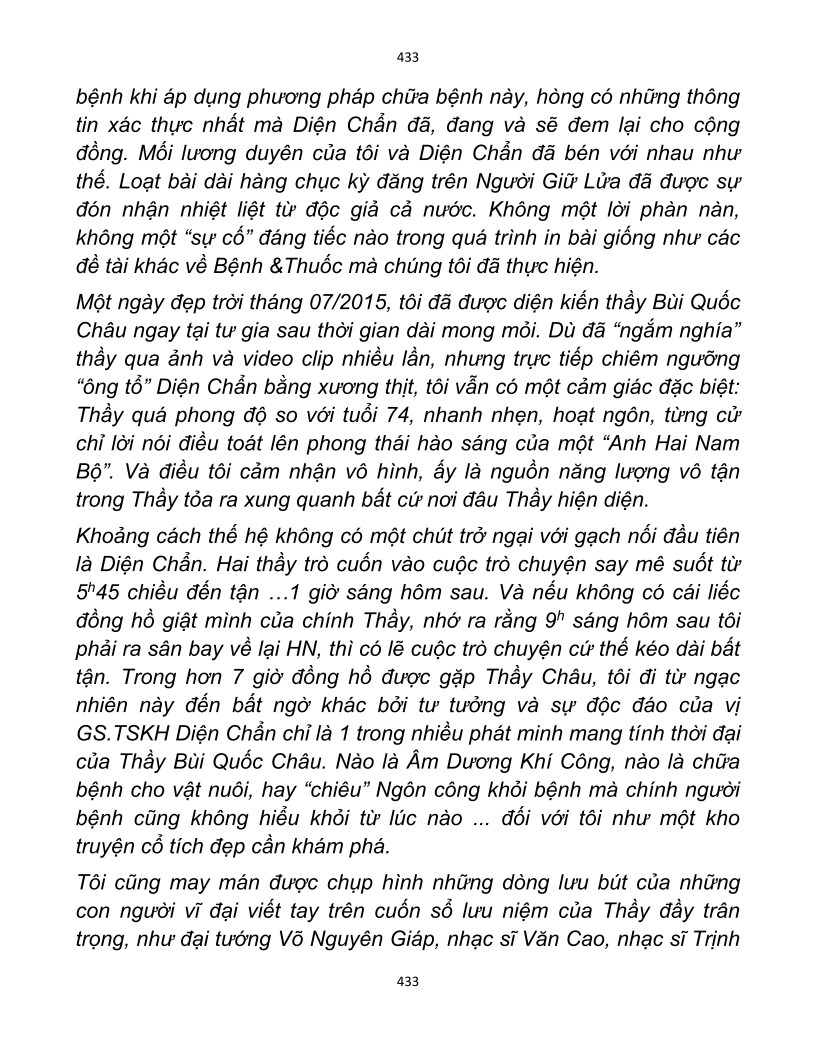 433
bệnh khi áp dụng phương pháp chữa bệnh này, hòng có những thông
tin xác thực nhất mà Diện Chẩn đã, đang và sẽ đem lại cho cộng
đồng. Mối lương duyên của tôi và Diện Chẩn đã bén với nhau như
thế. Loạt bài dài hàng chục kỳ đăng trên Người Giữ Lửa đã được sự
đón nhận nhiệt liệt từ độc giả cả nước. Không một lời phàn nàn,
không một “sự cố” đáng tiếc nào trong quá trình in bài giống như các
đề tài khác về Bệnh &Thuốc mà chúng tôi đã thực hiện.
Một ngày đẹp trời tháng 07/2015, tôi đã được diện kiến thầy Bùi Quốc
Châu ngay tại tư gia sau thời gian dài mong mỏi. Dù đã “ngắm nghía”
thầy qua ảnh và video clip nhiều lần, nhưng trực tiếp chiêm ngưỡng
“ông tổ” Diện Chẩn bằng xương thịt, tôi vẫn có một cảm giác đặc biệt:
Thầy quá phong độ so với tuổi 74, nhanh nhẹn, hoạt ngôn, từng cử
chỉ lời nói điều toát lên phong thái hào sảng của một “Anh Hai Nam
Bộ”. Và điều tôi cảm nhận vô hình, ấy là nguồn năng lượng vô tận
trong Thầy tỏa ra xung quanh bất cứ nơi đâu Thầy hiện diện.
Khoảng cách thế hệ không có một chút trở ngại với gạch nối đầu tiên
là Diện Chẩn. Hai thầy trò cuốn vào cuộc trò chuyện say mê suốt từ
5ʰ45 chiều đến tận …1 giờ sáng hôm sau. Và nếu không có cái liếc
đồng hồ giật mình của chính Thầy, nhớ ra rằng 9ʰ sáng hôm sau tôi
phải ra sân bay về lại HN, thì có lẽ cuộc trò chuyện cứ thế kéo dài bất
tận. Trong hơn 7 giờ đồng hồ được gặp Thầy Châu, tôi đi từ ngạc
nhiên này đến bất ngờ khác bởi tư tưởng và sự độc đáo của vị
GS.TSKH Diện Chẩn chỉ là 1 trong nhiều phát minh mang tính thời đại
của Thầy Bùi Quốc Châu. Nào là Âm Dương Khí Công, nào là chữa
bệnh cho vật nuôi, hay “chiêu” Ngôn công khỏi bệnh mà chính người
bệnh cũng không hiểu khỏi từ lúc nào ... đối với tôi như một kho
truyện cổ tích đẹp cần khám phá.
Tôi cũng may mán được chụp hình những dòng lưu bút của những
con người vĩ đại viết tay trên cuốn sổ lưu niệm của Thầy đầy trân
trọng, như đại tướng Võ Nguyên Giáp, nhạc sĩ Văn Cao, nhạc sĩ Trịnh
433